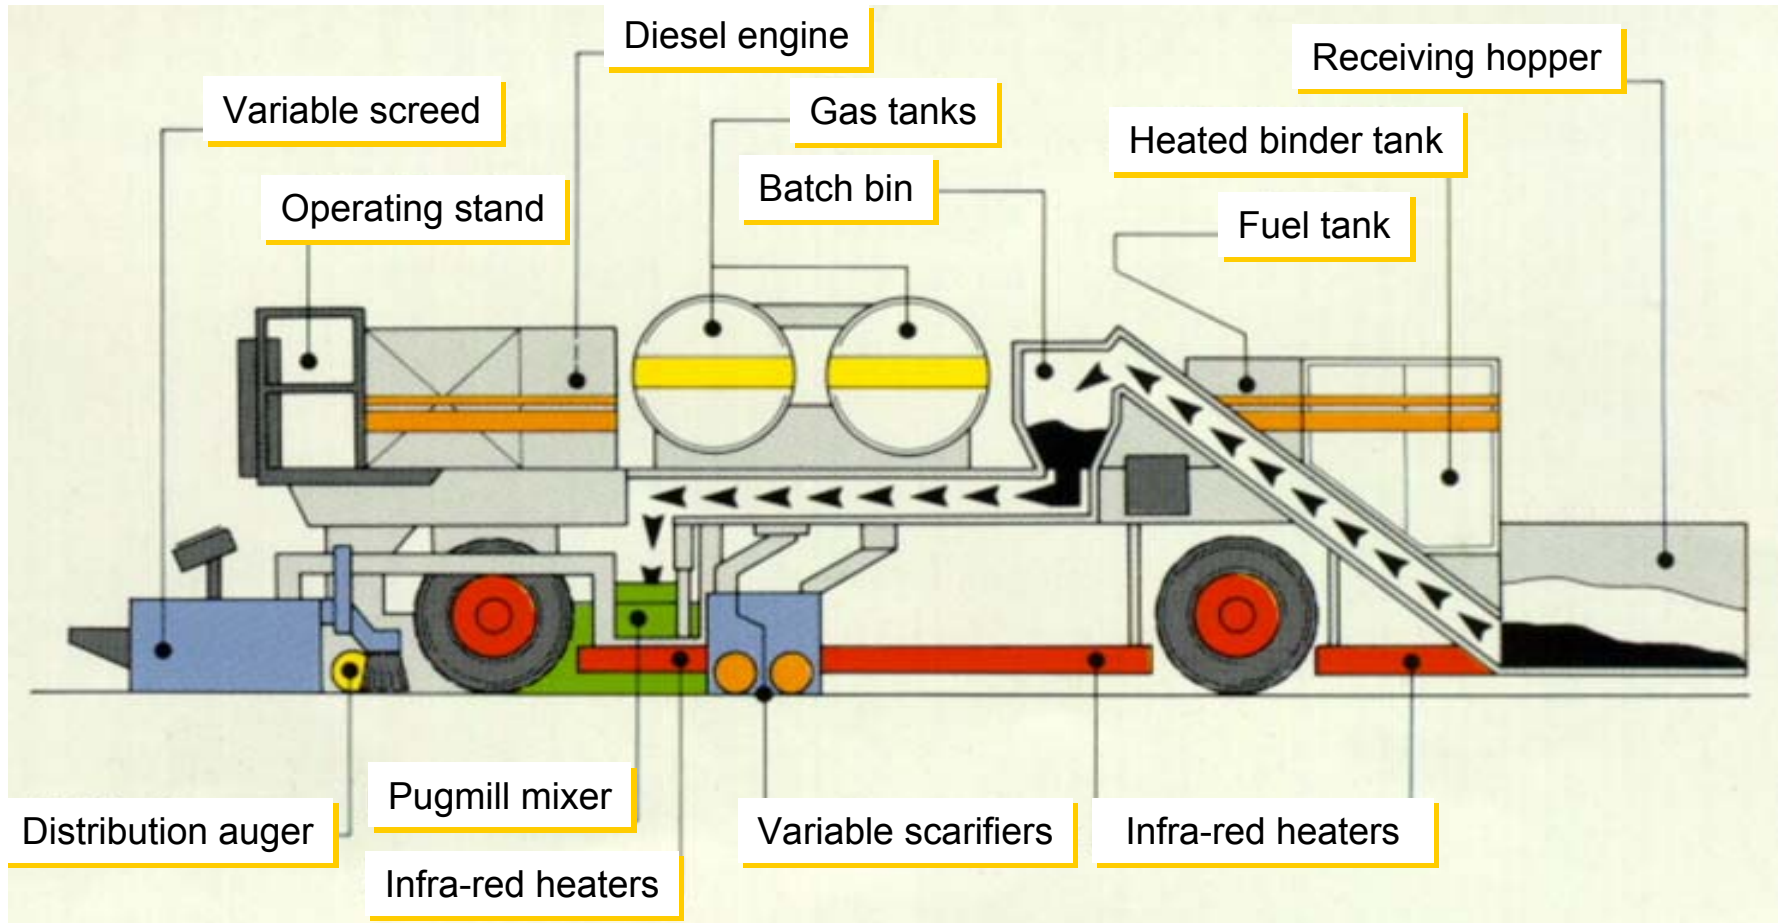 Diesel engine
Receiving hopper
Variable screed
Gas tanks
Heated binder tank
Batch bin
Operating stand
Fuel tank
Pugmill mixer
Distribution auger
Variable scarifiers
Infra-red heaters
Infra-red heaters